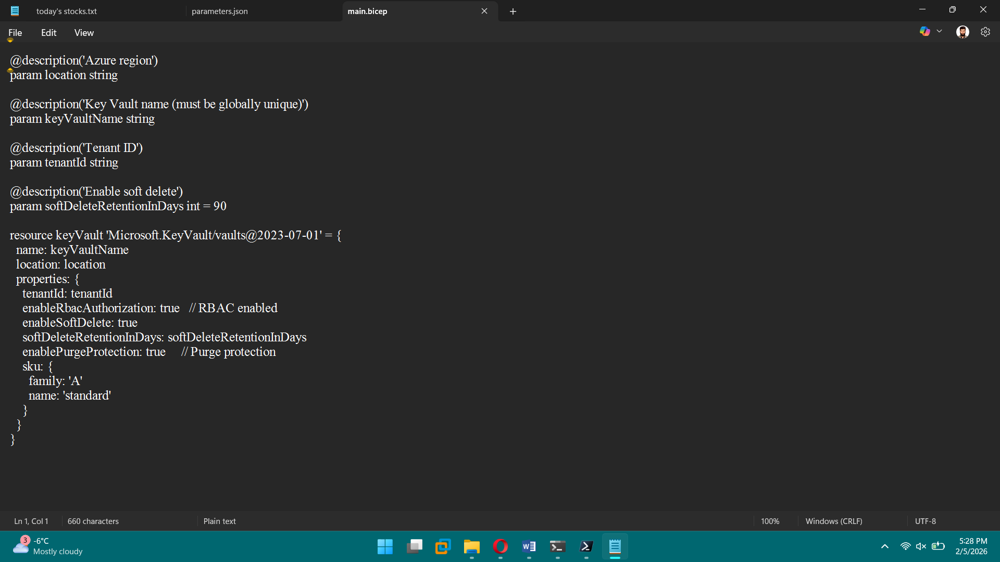 today's stocks.txt
parameters.json
main.bicep
File
Edit
View
@description('Azure region')
param location string
@description('Key Vault name (must be globally unique)')
param keyVaultName string
@description('Tenant ID')
param tenantId string
@description('Enable soft delete')
param softDeleteRetentionInDays int = 90
resource keyVault 'Microsoft.KeyVault/vaults@2023-07-01' = {
  name: keyVaultName
  location: location
  properties: {
    tenantId: tenantId
    enableRbacAuthorization: true   // RBAC enabled
    enableSoftDelete: true
    softDeleteRetentionInDays: softDeleteRetentionInDays
    enablePurgeProtection: true     // Purge protection
    sku: {
      family: 'A'
      name: 'standard'
    }
  }
}
Ln 1, Col 1
660 characters
Plain text
100%
Windows (CRLF)
UTF-8
3
-6°C
Mostly cloudy
W
5:28 PM
2/5/2026